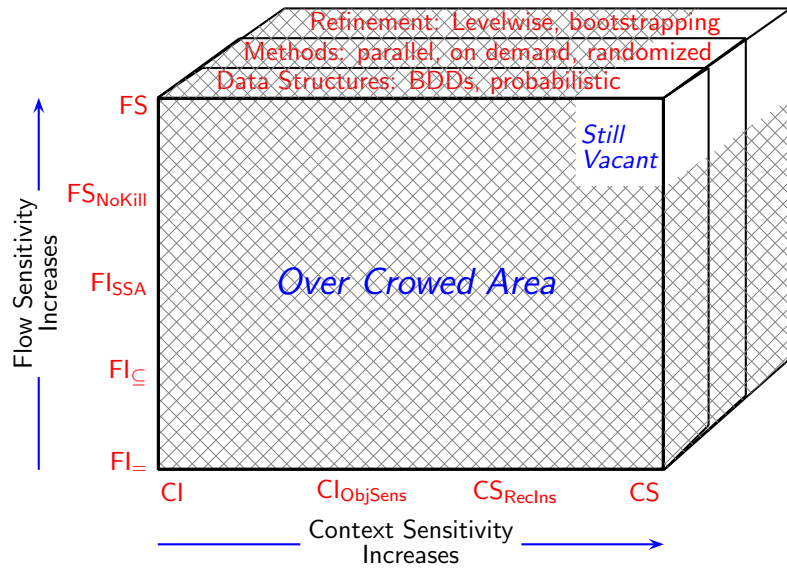 Refinement: Levelwise, bootstrapping
Methods: parallel, on demand, randomized
Data Structures: BDDs, probabilistic
FS
Still
Vacant
FS_NoKill
Over Crowed Area
FI_SSA
FI_⊆
FI_=
Flow Sensitivity
Increases
CI
CI_ObjSens
CS_RecIns
CS
Context Sensitivity
Increases